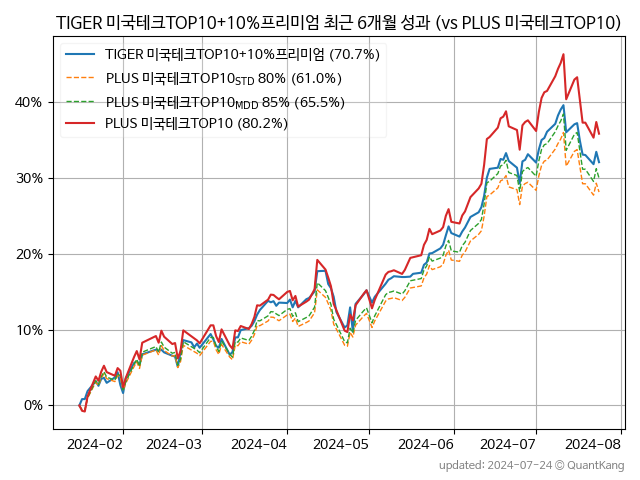 TIGER 미국테크TOP10+10%프리미엄 최근 6개월 성과 (vs PLUS 미국테크TOP10)
TIGER 미국테크TOP10+10%프리미엄 (70.7%)
PLUS 미국테크TOP10STD 80% (61.0%)
PLUS 미국테크TOP10MDD 85% (65.5%)
PLUS 미국테크TOP10 (80.2%)
40%
30%
20%
10%
0%
2024-02 2024-03 2024-04 2024-05 2024-06 2024-07 2024-08
updated: 2024-07-24 © QuantKang